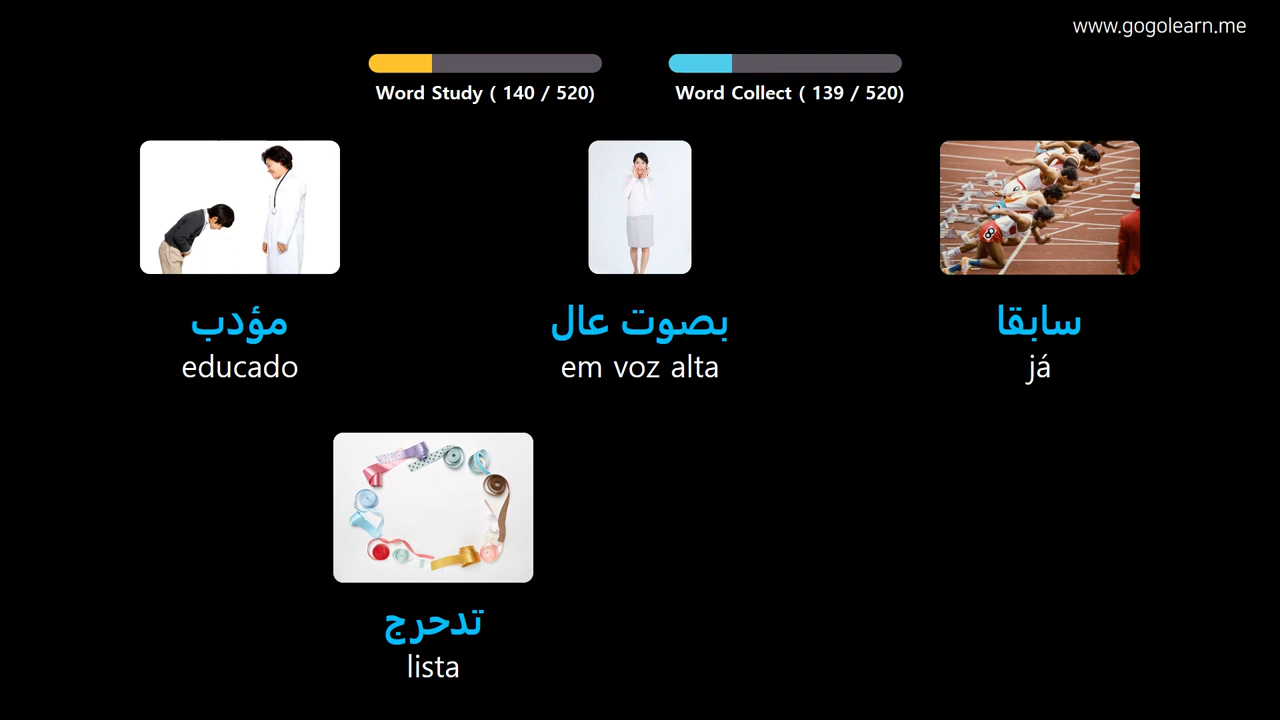 www.gogolearn.me
Word Study ( 140 / 520)
Word Collect ( 139 / 520)
مؤدب
educado
بصوت عال
em voz alta
سابقا
já
تدحرج
lista